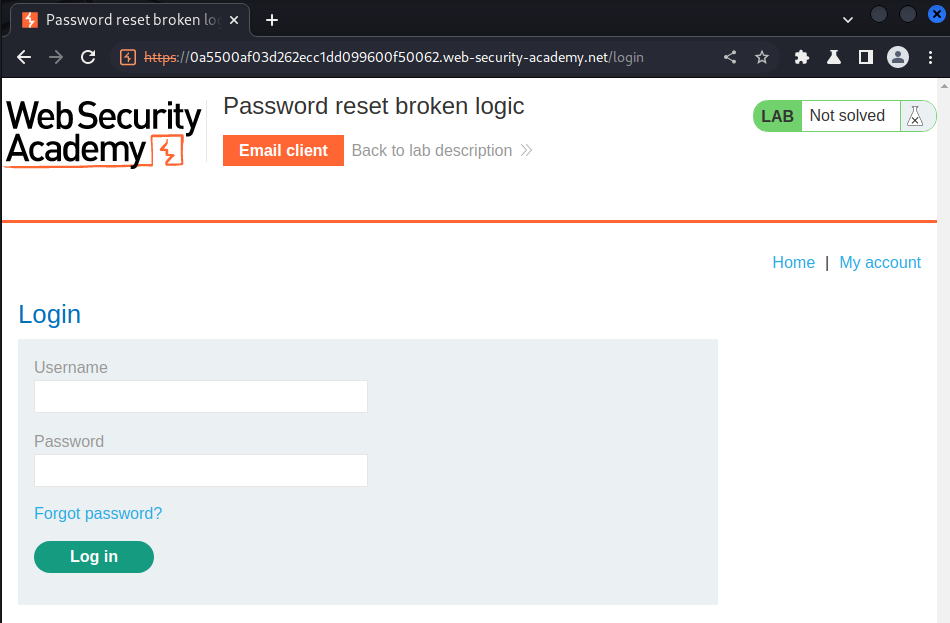 Password reset broken lo
https://0a5500af03d262ecc1dd099600f50062.web-security-academy.net/login
Web Security
Academy
Password reset broken logic
Email client
Back to lab description
LAB
Not solved
Home | My account
Login
Username
Password
Forgot password?
Log in